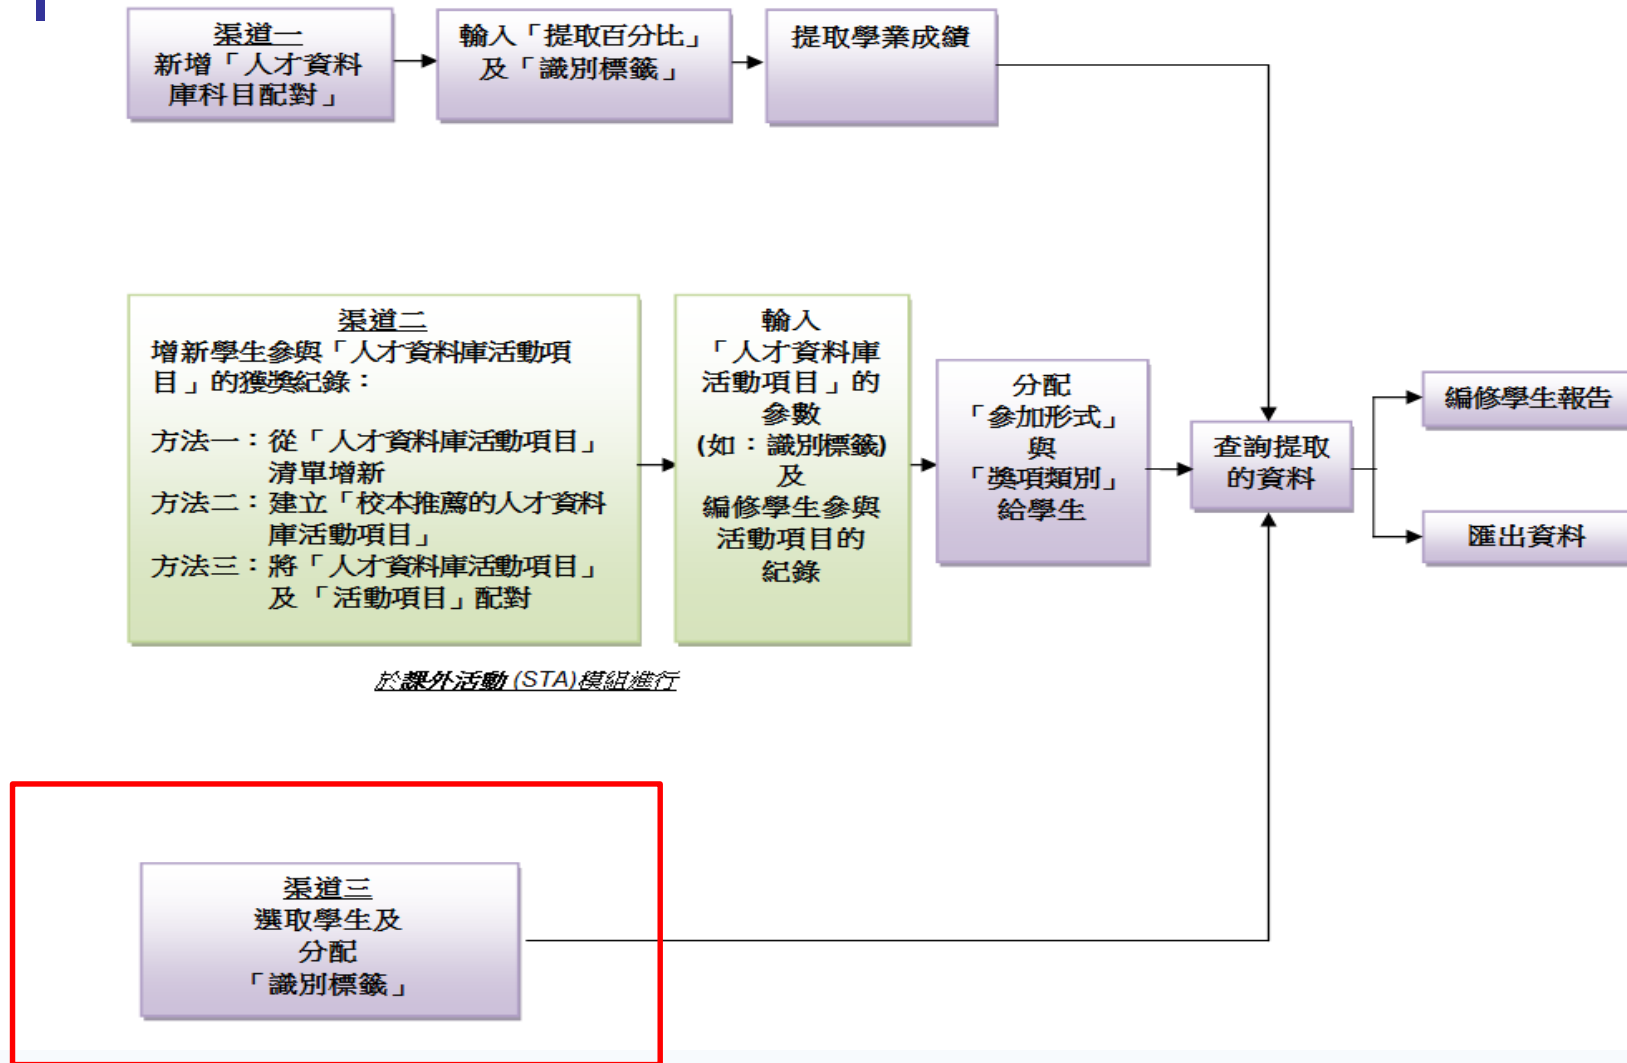 渠道一
新增「人才資料
庫科目配對」
輸入「提取百分比」
及「識別標籤」
提取學業成績
渠道二
增新學生參與「人才資料庫活動項
目」的獲獎紀錄：
方法一：從「人才資料庫活動項目」
清單增新
方法二：建立「校本推薦的人才資料
庫活動項目」
方法三：將「人才資料庫活動項目」
及「活動項目」配對
輸入
「人才資料庫
活動項目」的
參數
(如：識別標籤)
及
編修學生參與
活動項目的
紀錄
分配
「參加形式」
與
「獎項類別」
給學生
查詢提取
的資料
編修學生報告
匯出資料
於課外活動 (STA)模組進行
渠道三
選取學生及
分配
「識別標籤」